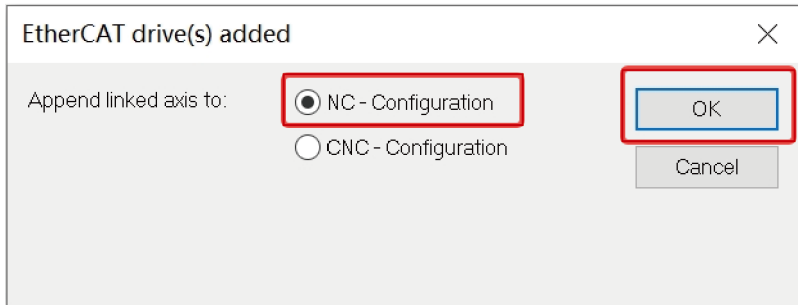 EtherCAT drive(s) added
Append linked axis to:
NC - Configuration
OK
CNC - Configuration
Cancel